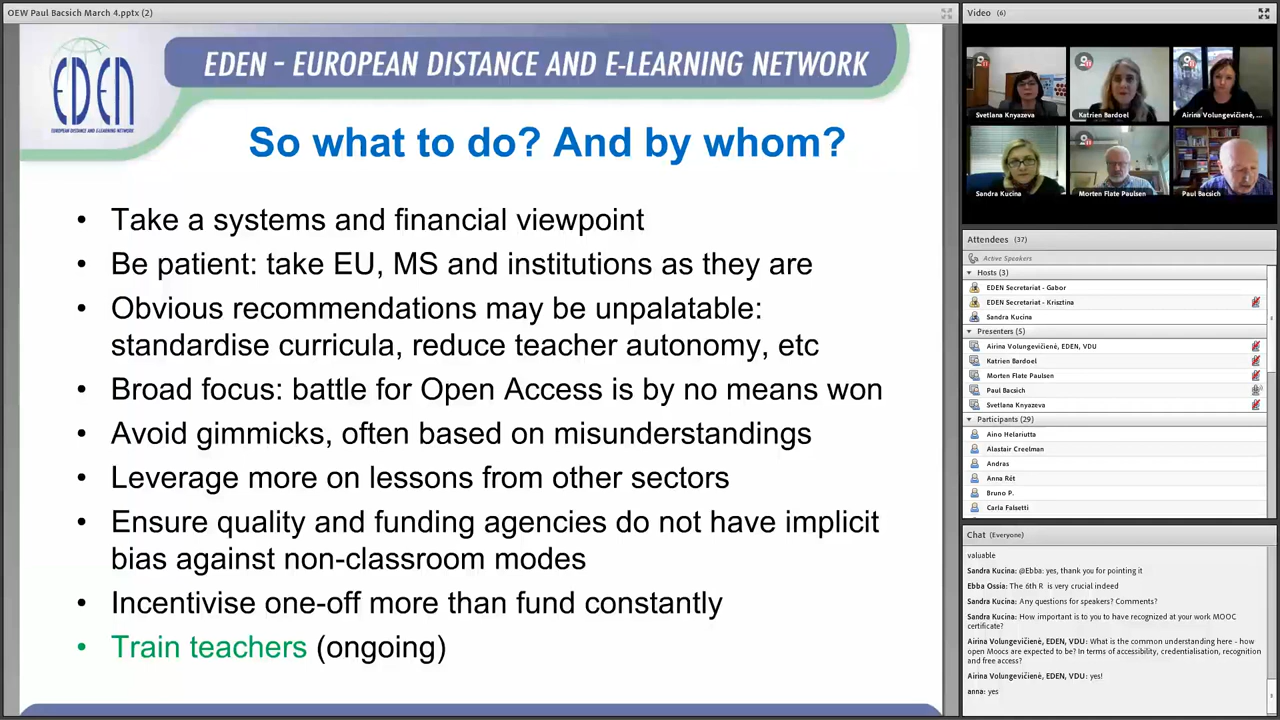 OEW Paul Bacsich March 4.pptx (2)
EDEN
EUROPEAN DISTANCE AND E-LEARNING NETWORK
EDEN – EUROPEAN DISTANCE AND E-LEARNING NETWORK
So what to do? And by whom?
• Take a systems and financial viewpoint
• Be patient: take EU, MS and institutions as they are
• Obvious recommendations may be unpalatable:
standardise curricula, reduce teacher autonomy, etc
• Broad focus: battle for Open Access is by no means won
• Avoid gimmicks, often based on misunderstandings
• Leverage more on lessons from other sectors
• Ensure quality and funding agencies do not have implicit
bias against non-classroom modes
• Incentivise one-off more than fund constantly
• Train teachers (ongoing)
Video (6)
Svetlana Knyazeva
Katrien Bardoel
Airina Volungevičienė, ...
Sandra Kucina
Morten Flate Paulsen
Paul Bacsich
Attendees (37)
Active Speakers
Hosts (3)
EDEN Secretariat - Gabor
EDEN Secretariat - Krisztina
Sandra Kucina
Presenters (5)
Airina Volungevičienė, EDEN, VDU
Katrien Bardoel
Morten Flate Paulsen
Paul Bacsich
Svetlana Knyazeva
Participants (29)
Aino Helariutta
Alastair Creelman
Andras
Anna Rét
Bruno P.
Carla Falsetti
Chat (Everyone)
valuable
Sandra Kucina: @Ebba: yes, thank you for pointing it
Ebba Ossia: The 6th R is very crucial indeed
Sandra Kucina: Any questions for speakers? Comments?
Sandra Kucina: How important is to you to have recognized at your work MOOC
certificate?
Airina Volungevičienė, EDEN, VDU: What is the common understanding here - how
open Moocs are expected to be? In terms of accessibility, credentialisation, recognition
and free access?
Airina Volungevičienė, EDEN, VDU: yes!
anna: yes